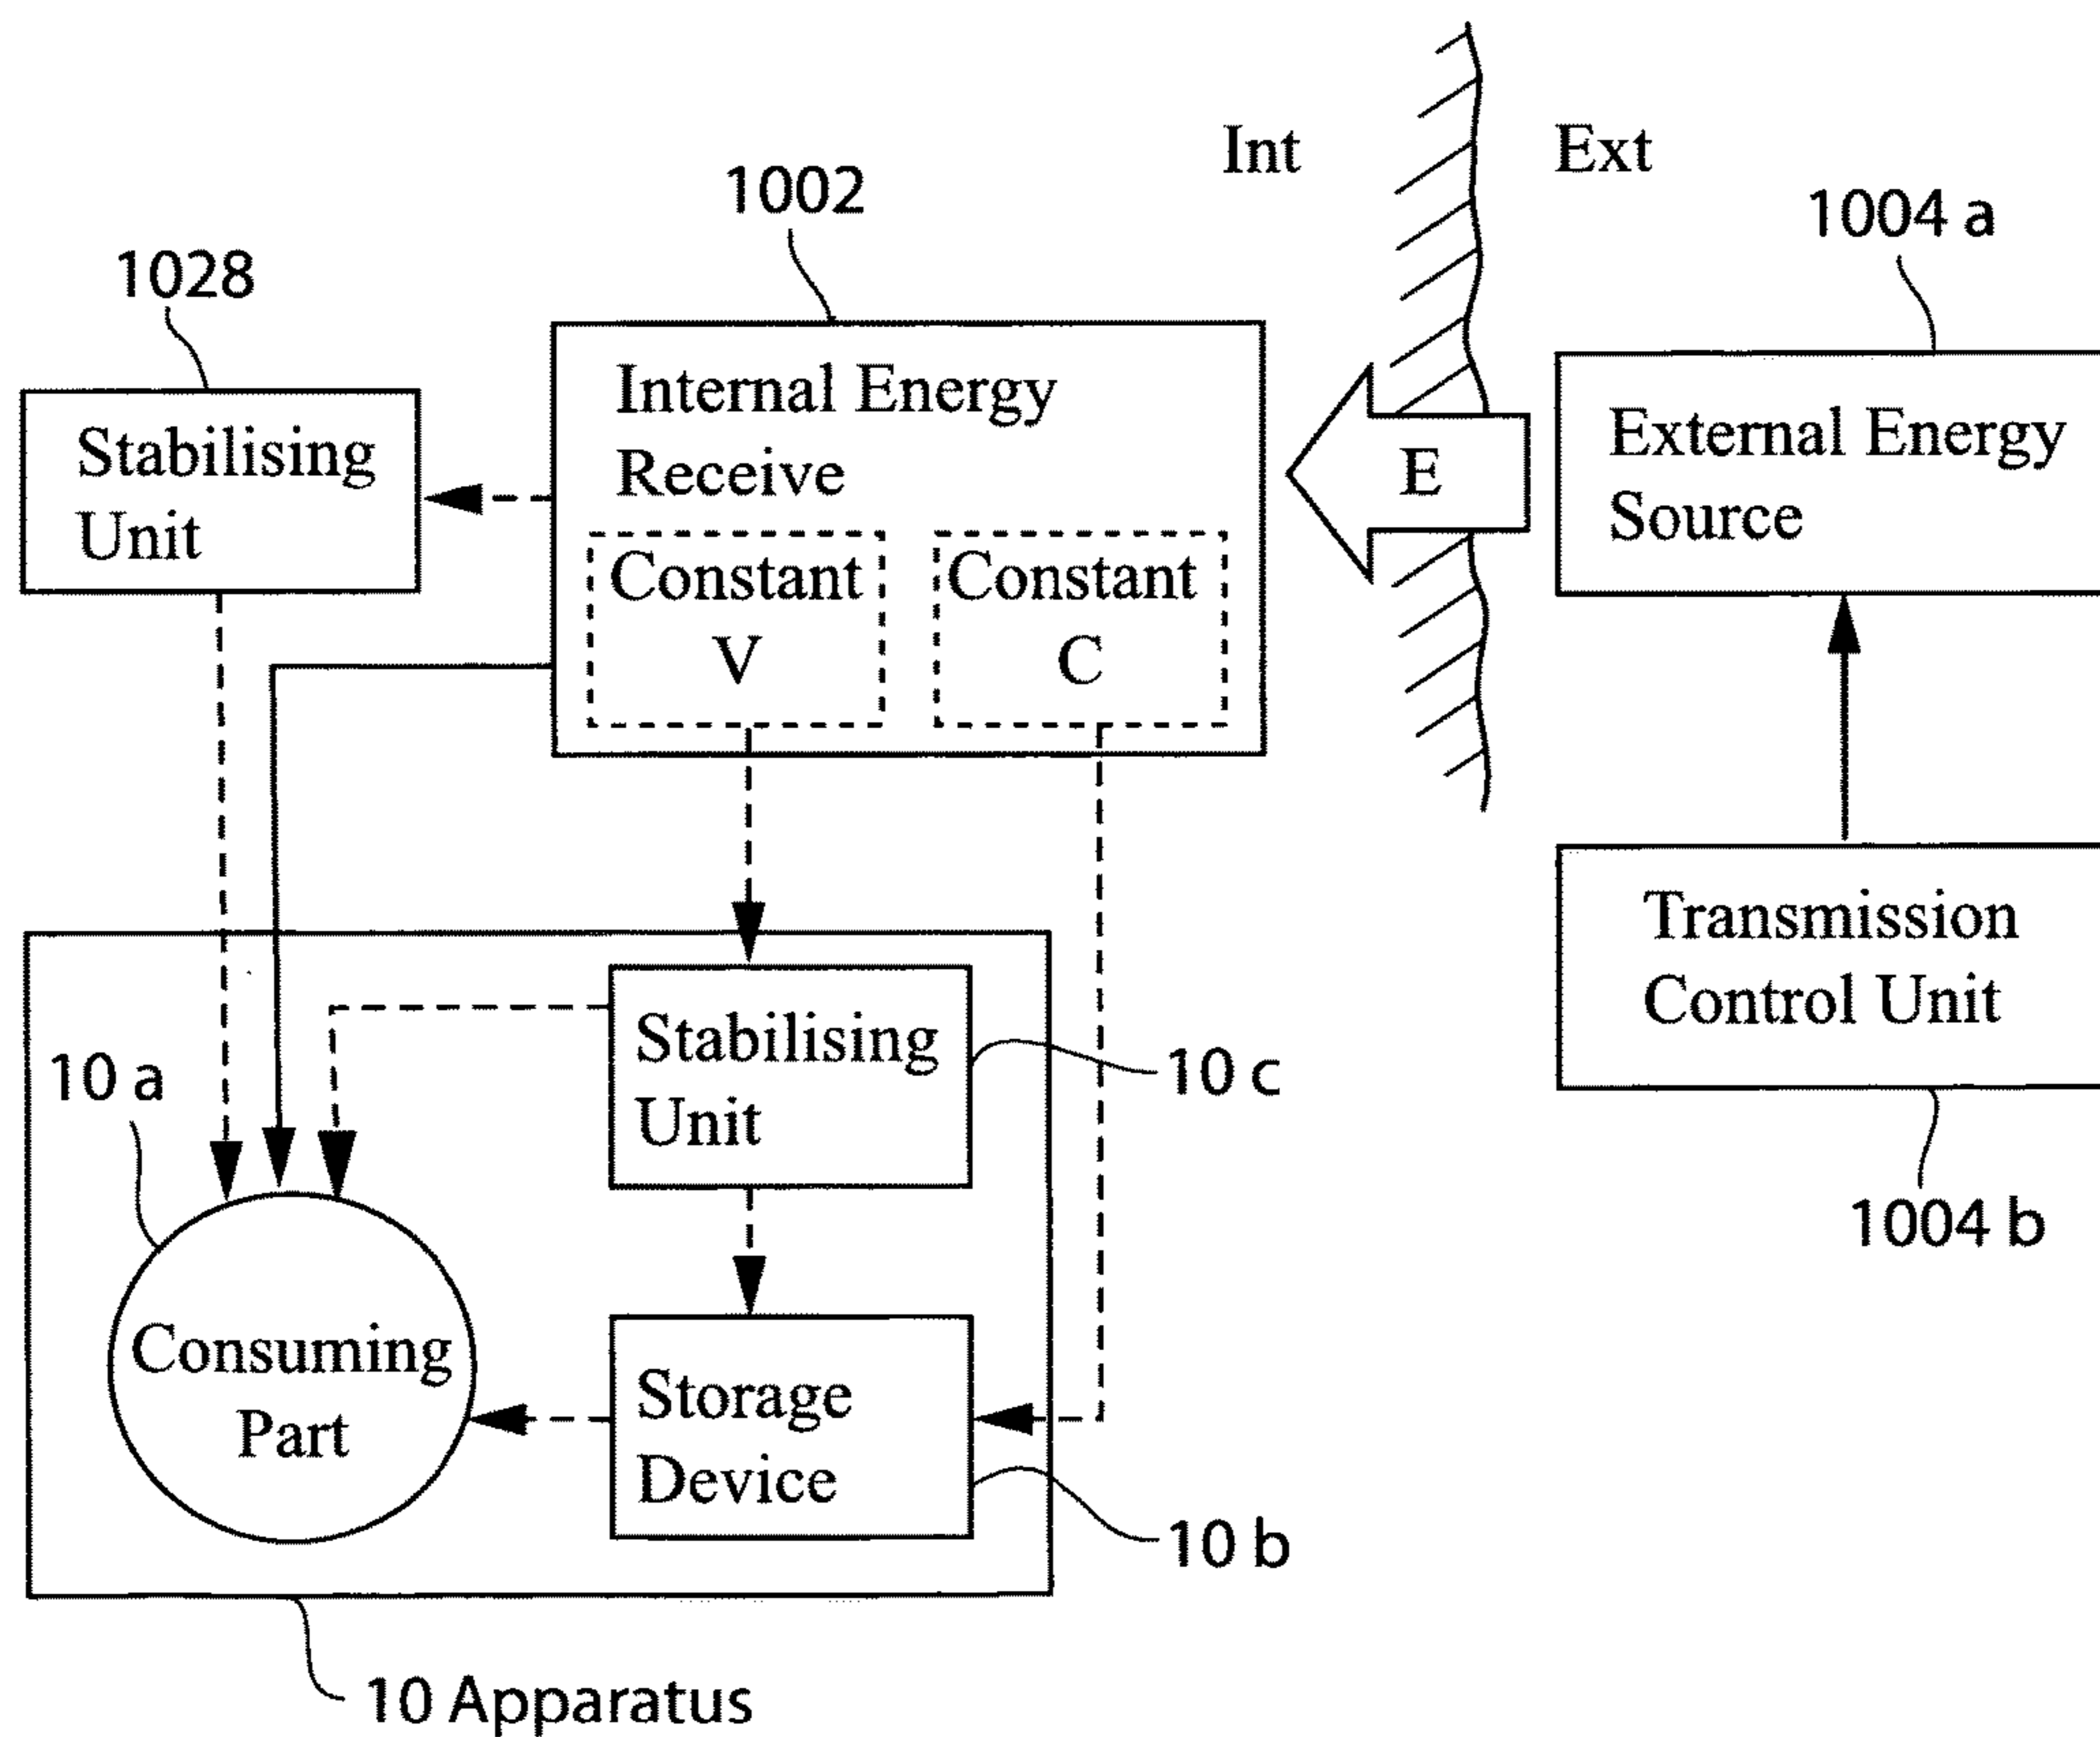 Int
Ext
1002
1004 a
1028
Internal Energy
Receive
External Energy
Source
Stabilising
Unit
E
Constant
V
Constant
C
Transmission
Control Unit
Stabilising
Unit
10 a
10 c
1004 b
Consuming
Part
Storage
Device
10 b
10 Apparatus